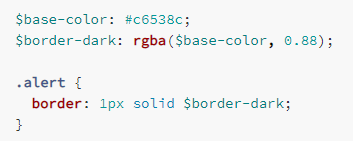 $base-color: #c6538c;
$border-dark: rgba($base-color, 0.88);

.alert {
  border: 1px solid $border-dark;
}